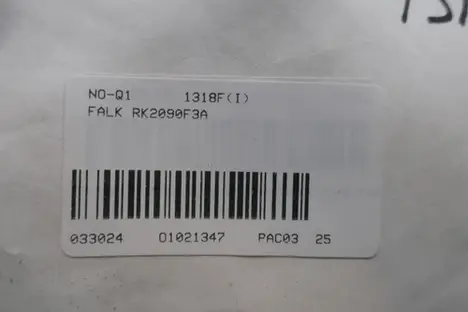 NO-Q1 1318F(I)
FALK RK2090F3A
033024 01021347 PAC03 25